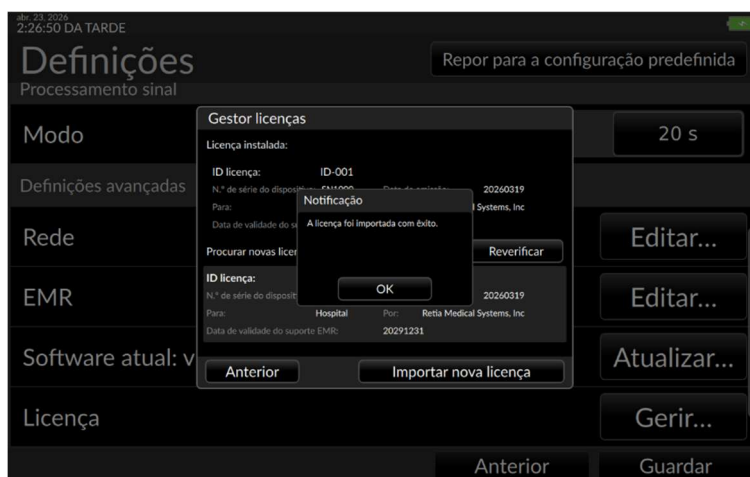 abr. 23, 2026
2:26:50 DA TARDE
Definições
Repor para a configuração predefinida
Processamento sinal
Modo
20 s
Definições avançadas
Rede
Editar...
EMR
Editar...
Software atual: v
Atualizar...
Licença
Gerir...
Anterior
Guardar
Gestor licenças
Licença instalada:
ID licença: ID-001
N.º de série do dispositivo:
20260319
Para:
l Systems, Inc
Data de validade do s
Procurar novas licen
Reverificar
ID licença:
N.º de série do disposit
20260319
Para: Hospital Por: Retia Medical Systems, Inc
Data de validade do suporte EMR: 20291231
Anterior
Importar nova licença
Notificação
A licença foi importada com êxito.
OK